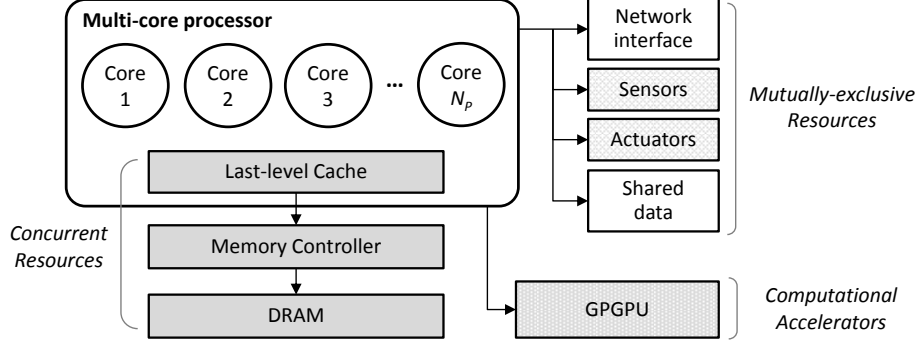 Multi-core processor
Core
1
Core
2
Core
3
...
Core
Np
Last-level Cache
Memory Controller
DRAM
Concurrent
Resources
Network
interface
Sensors
Actuators
Shared
data
Mutually-exclusive
Resources
GPGPU
Computational
Accelerators